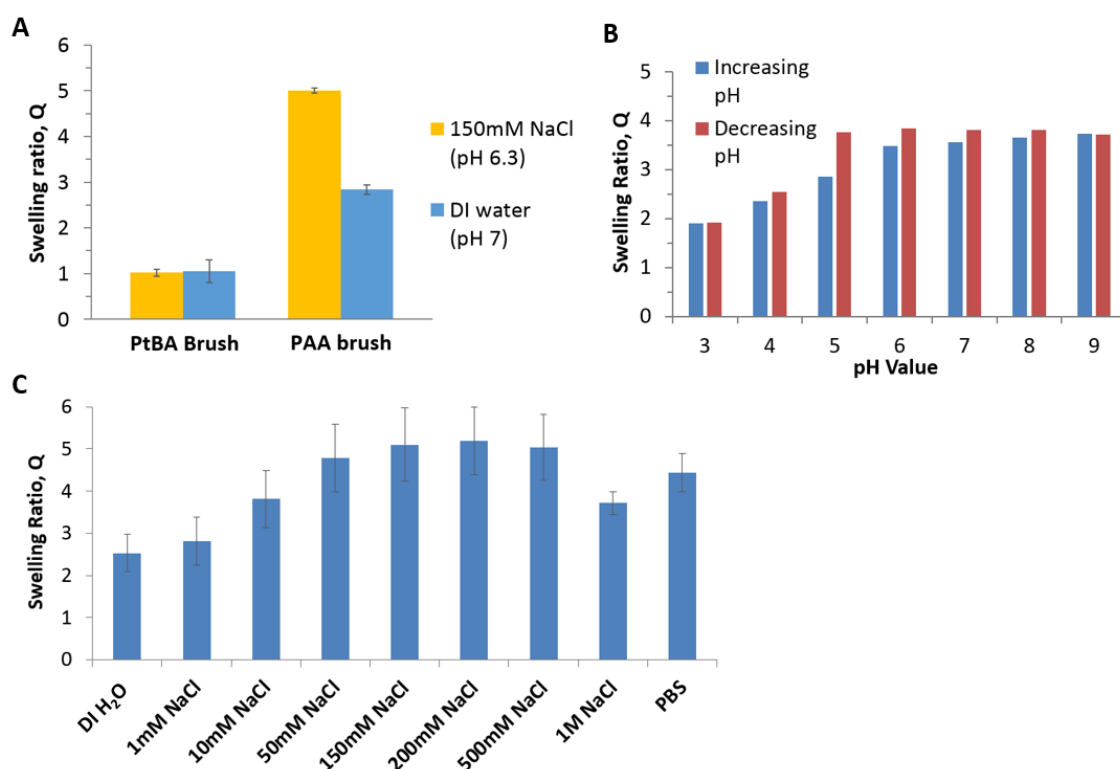 A
Swelling ratio, Q
6
5
4
3
2
1
0
PtBA Brush
PAA brush
150mM NaCl
(pH 6.3)
DI water
(pH 7)
B
Swelling Ratio, Q
5
4
3
2
1
0
Increasing
pH
Decreasing
pH
3 4 5 6 7 8 9
pH Value
C
Swelling Ratio, Q
6
5
4
3
2
1
0
DI H₂O
1mM NaCl
10mM NaCl
50mM NaCl
150mM NaCl
200mM NaCl
500mM NaCl
1M NaCl
PBS